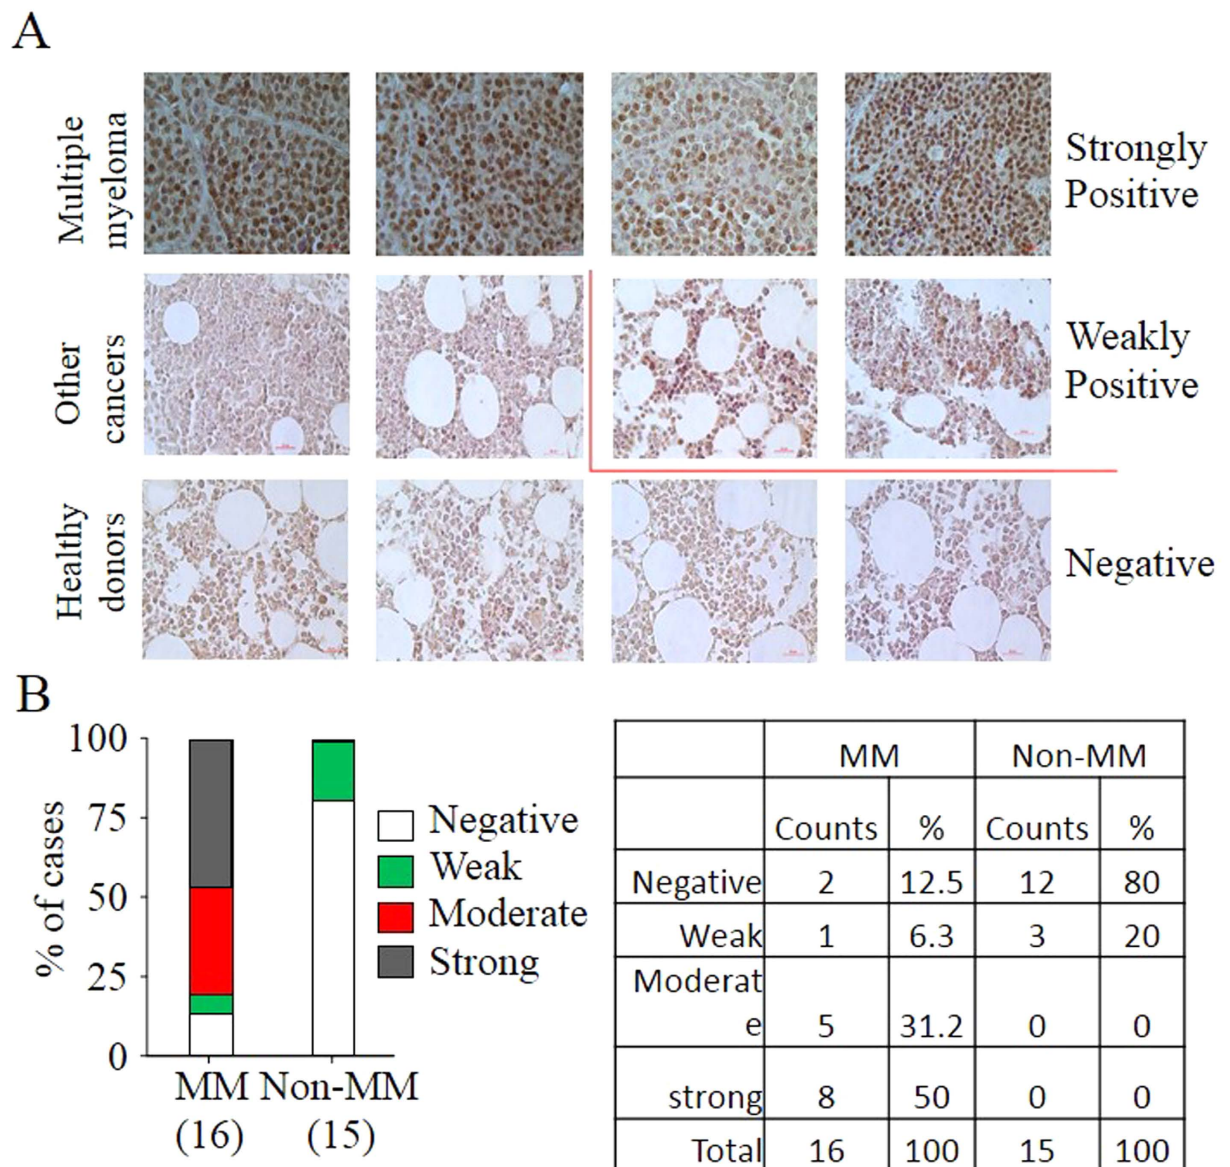 A
Multiple
myeloma
Strongly
Positive
Other
cancers
Weakly
Positive
Healthy
donors
Negative
B
% of cases
100
75
50
25
0
MM
(16)
Non-MM
(15)
Negative
Weak
Moderate
Strong
MM Non-MM
Counts % Counts %
Negative 2 12.5 12 80
Weak 1 6.3 3 20
Moderat
e 5 31.2 0 0
strong 8 50 0 0
Total 16 100 15 100